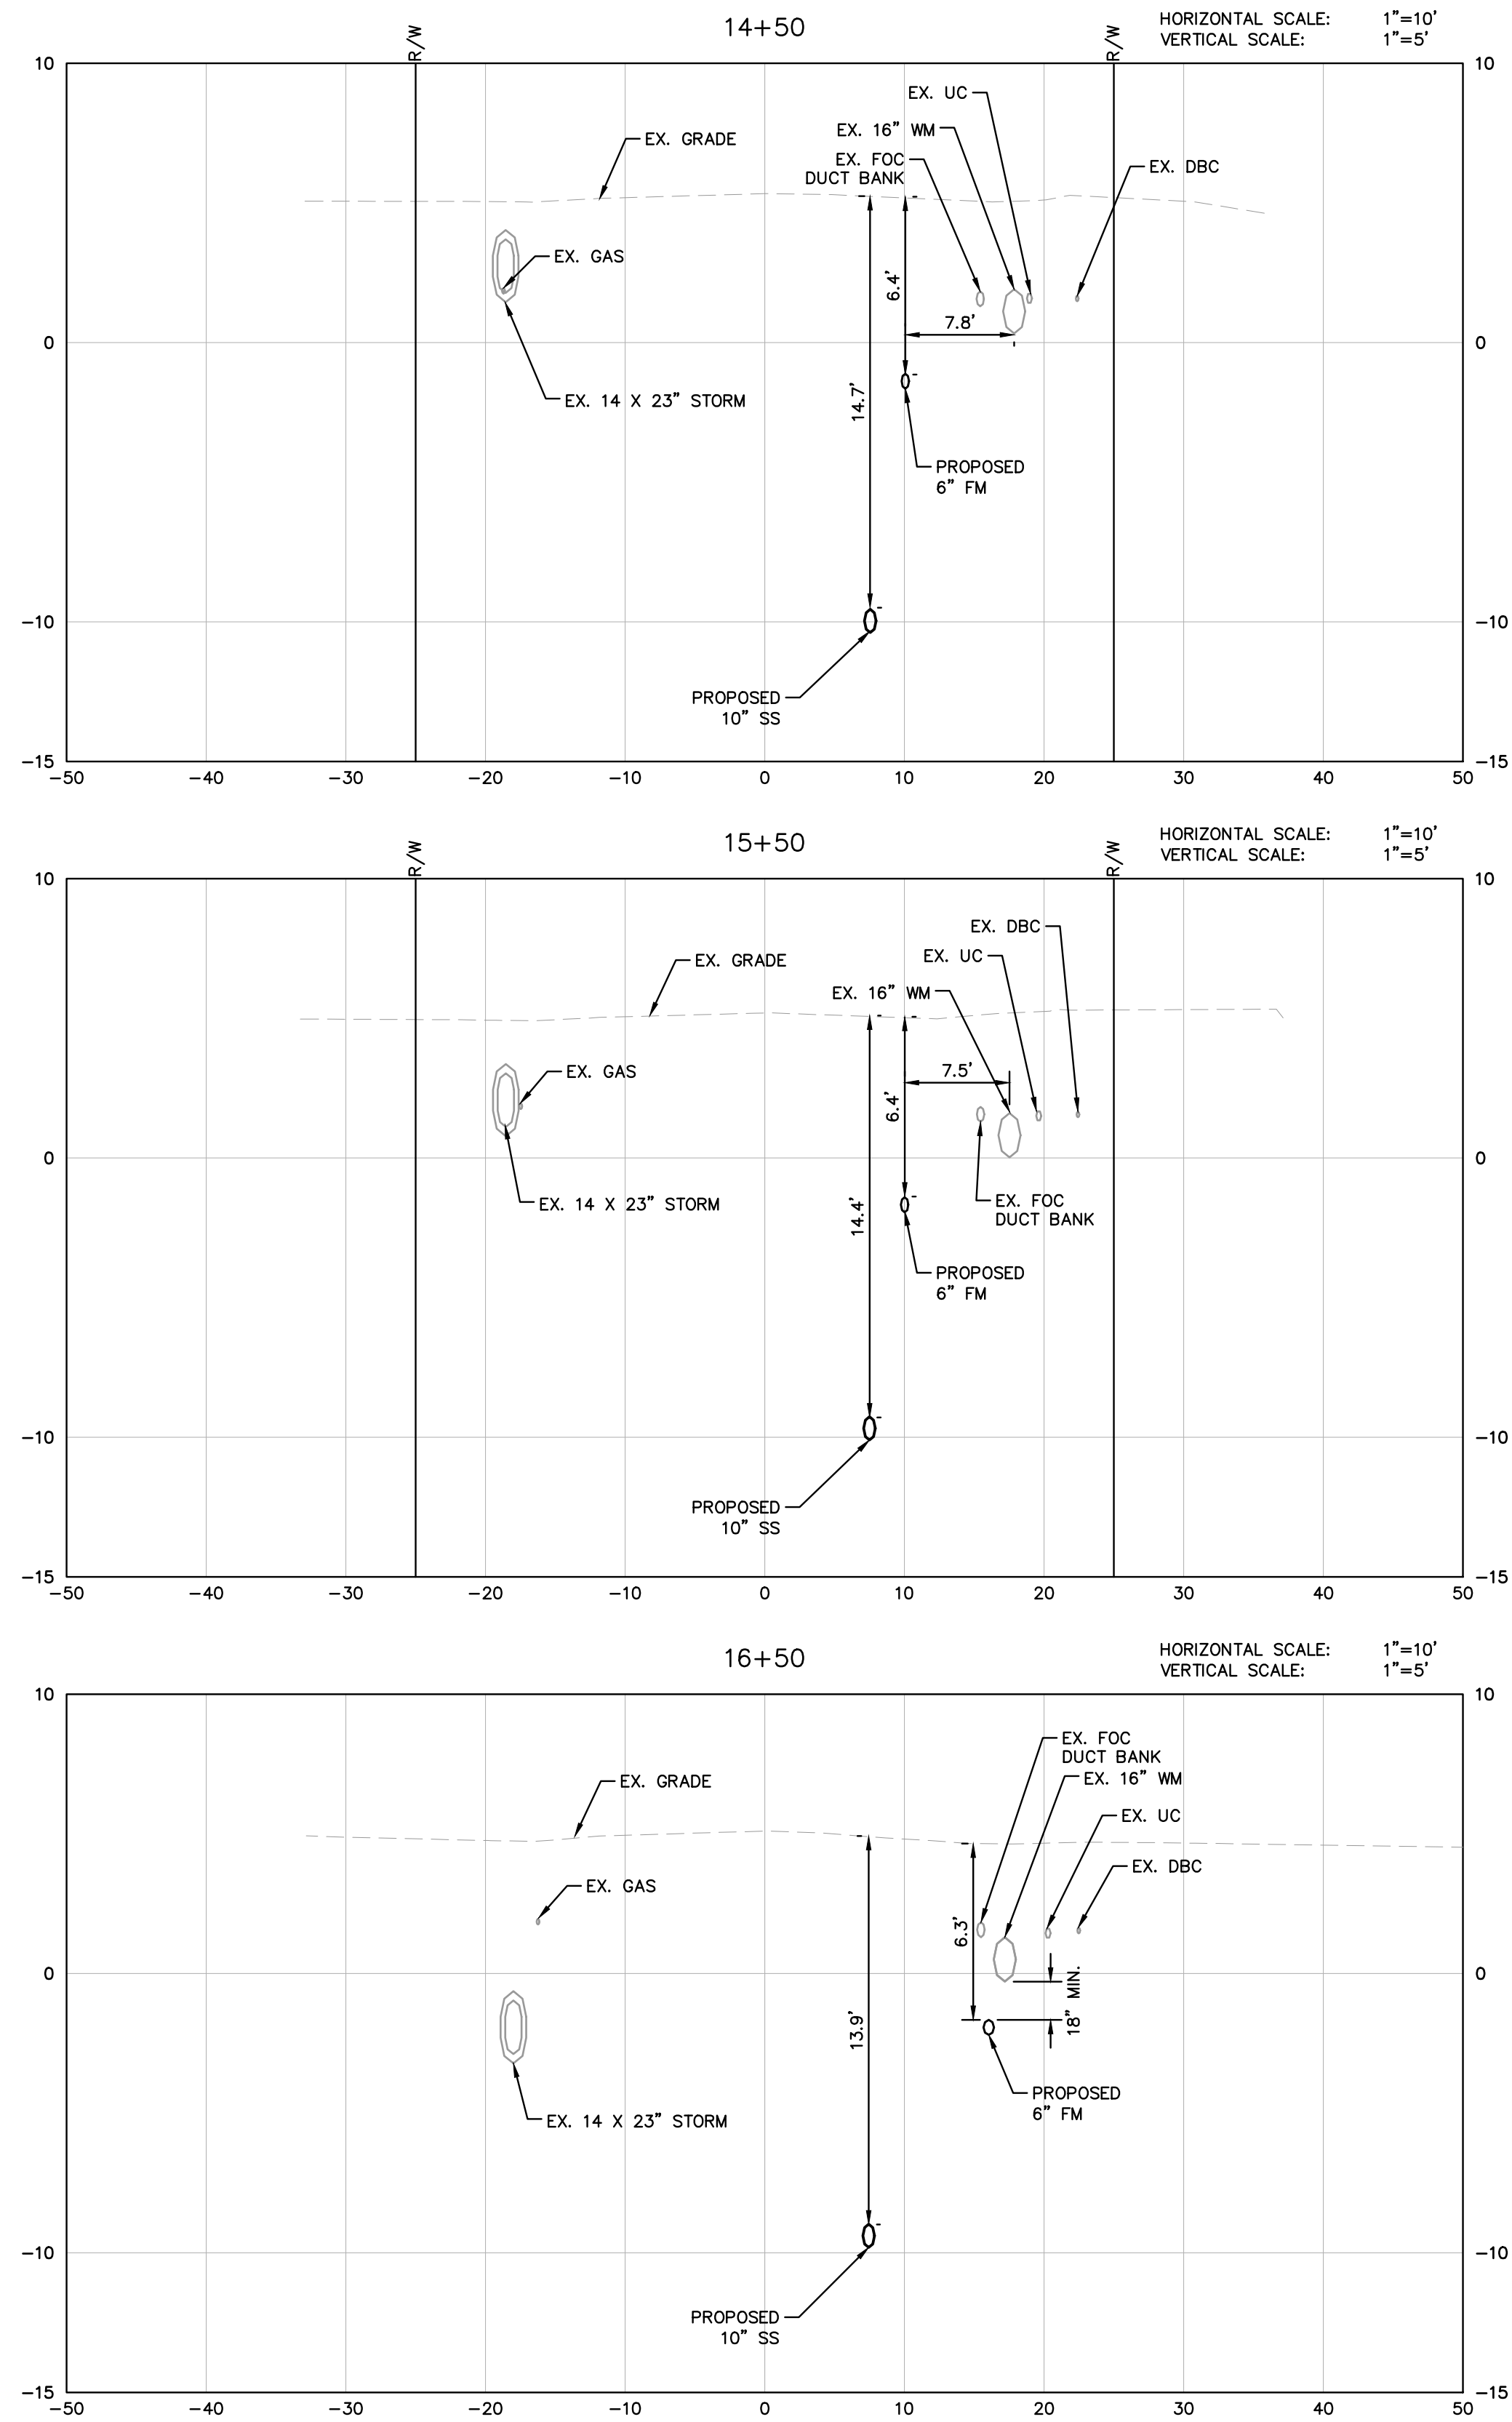 14+50
HORIZONTAL SCALE: 1"=10'
VERTICAL SCALE: 1"=5'
R/W
R/W
10
10
EX. UC
EX. 16" WM
EX. GRADE
EX. FOC
DUCT BANK
EX. DBC
EX. GAS
6.4'
7.8'
0
0
14.7'
EX. 14 X 23" STORM
PROPOSED
6" FM
-10
-10
PROPOSED
10" SS
-15
-15
-50 -40 -30 -20 -10 0 10 20 30 40 50
15+50
HORIZONTAL SCALE: 1"=10'
VERTICAL SCALE: 1"=5'
R/W
R/W
10
10
EX. DBC
EX. UC
EX. GRADE
EX. 16" WM
EX. GAS
7.5'
6.4'
0
0
EX. 14 X 23" STORM
14.4'
EX. FOC
DUCT BANK
PROPOSED
6" FM
-10
-10
PROPOSED
10" SS
-15
-15
-50 -40 -30 -20 -10 0 10 20 30 40 50
16+50
HORIZONTAL SCALE: 1"=10'
VERTICAL SCALE: 1"=5'
10
10
EX. FOC
DUCT BANK
EX. 16" WM
EX. GRADE
EX. UC
EX. DBC
EX. GAS
6.3'
0
0
18" MIN.
13.9'
PROPOSED
6" FM
EX. 14 X 23" STORM
-10
-10
PROPOSED
10" SS
-15
-15
-50 -40 -30 -20 -10 0 10 20 30 40 50